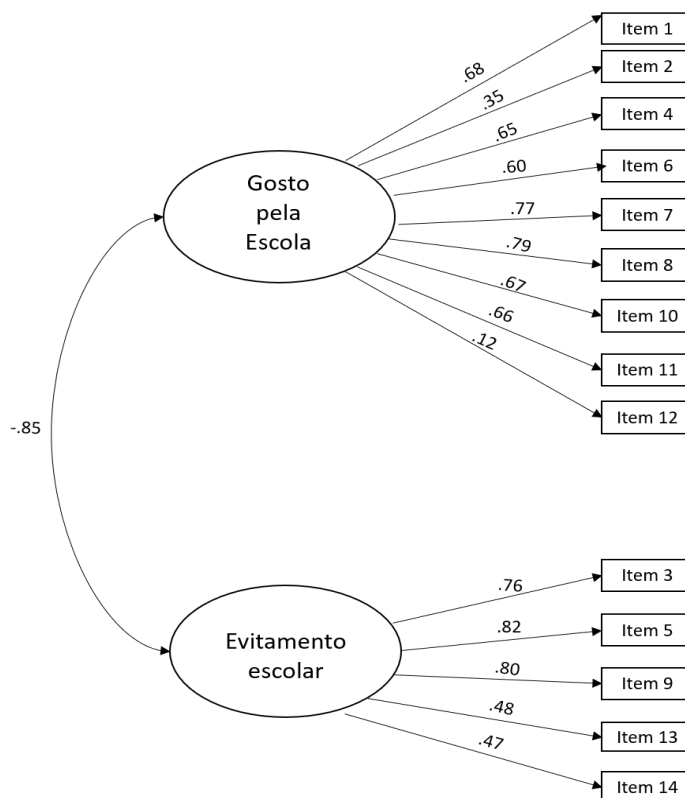 .68
Item 1
.35
Item 2
.65
Item 4
.60
Item 6
Gosto
pela
Escola
.77
Item 7
.79
Item 8
.67
Item 10
.66
Item 11
.12
Item 12
-.85
.76
Item 3
.82
Item 5
Evitamento
escolar
.80
Item 9
.48
Item 13
.47
Item 14